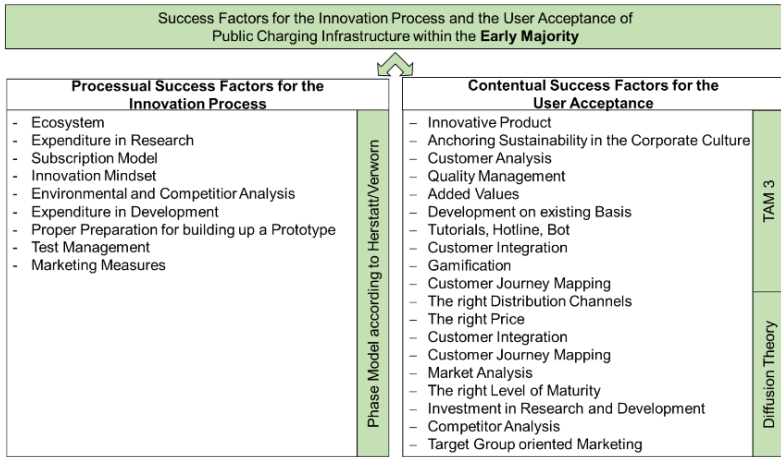 Success Factors for the Innovation Process and the User Acceptance of
Public Charging Infrastructure within the Early Majority
Processual Success Factors for the
Innovation Process
- Ecosystem
- Expenditure in Research
- Subscription Model
- Innovation Mindset
- Environmental and Competitior Analysis
- Expenditure in Development
- Proper Preparation for building up a Prototype
- Test Management
- Marketing Measures
Phase Model according to Herstatt/Verworn
Contentual Success Factors for the
User Acceptance
– Innovative Product
– Anchoring Sustainability in the Corporate Culture
– Customer Analysis
– Quality Management
– Added Values
– Development on existing Basis
– Tutorials, Hotline, Bot
– Customer Integration
– Gamification
– Customer Journey Mapping
– The right Distribution Channels
– The right Price
– Customer Integration
– Customer Journey Mapping
– Market Analysis
– The right Level of Maturity
– Investment in Research and Development
– Competitor Analysis
– Target Group oriented Marketing
TAM 3
Diffusion Theory